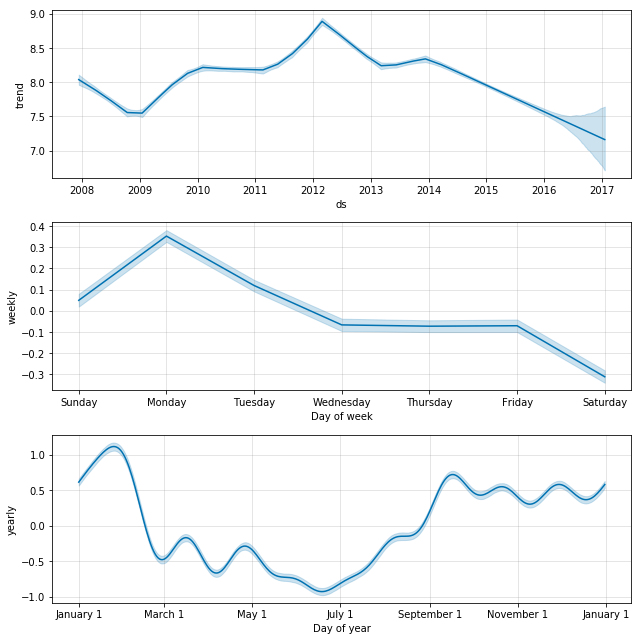 9.0
8.5
8.0
7.5
7.0
trend
2008 2009 2010 2011 2012 2013 2014 2015 2016 2017
ds
0.4
0.3
0.2
0.1
0.0
−0.1
−0.2
−0.3
weekly
Sunday Monday Tuesday Wednesday Thursday Friday Saturday
Day of week
1.0
0.5
0.0
−0.5
−1.0
yearly
January 1 March 1 May 1 July 1 September 1 November 1 January 1
Day of year